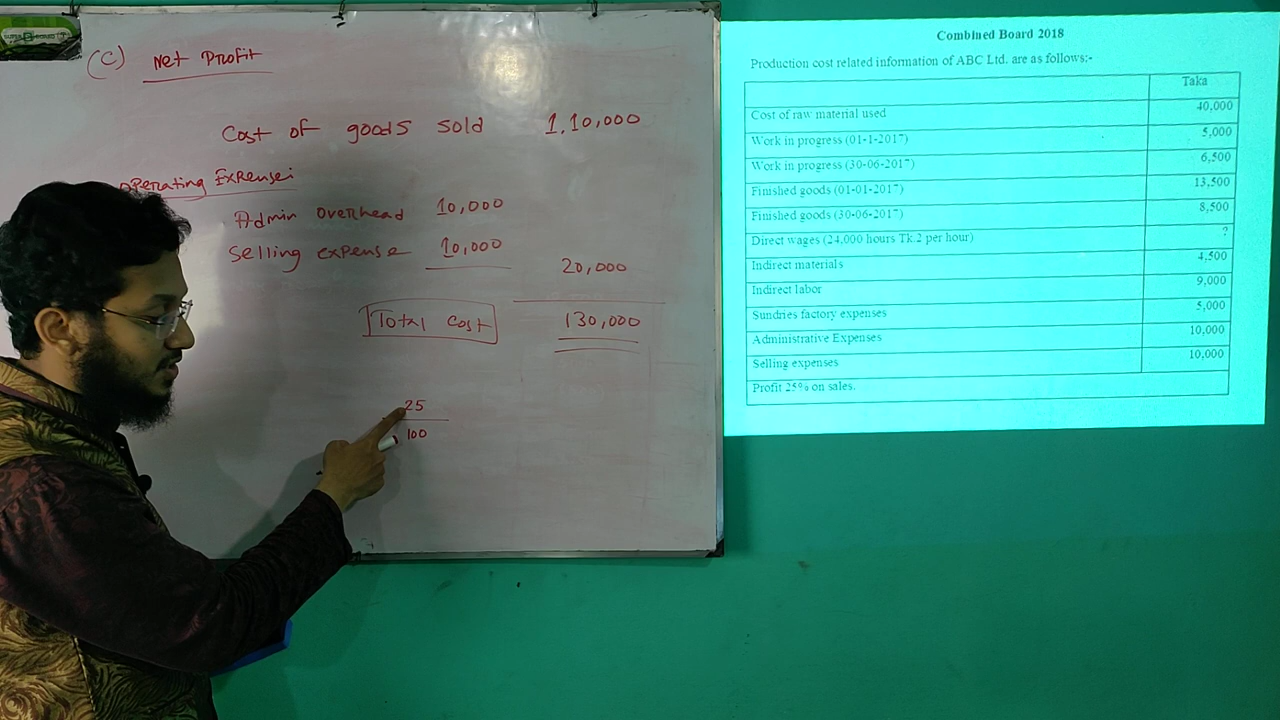 (C) Net Profit
Cost of goods sold 1,10,000
operating Expense:
Admin overhead 10,000
Selling expense 10,000
20,000
Total Cost 130,000
25
100
Combined Board 2018
Production cost related information of ABC Ltd. are as follows:-
Taka
Cost of raw material used 40,000
Work in progress (01-1-2017) 5,000
Work in progress (30-06-2017) 6,500
Finished goods (01-01-2017) 13,500
Finished goods (30-06-2017) 8,500
Direct wages (24,000 hours Tk.2 per hour) ?
Indirect materials 4,500
Indirect labor 9,000
Sundries factory expenses 5,000
Administrative Expenses 10,000
Selling expenses 10,000
Profit 25% on sales.